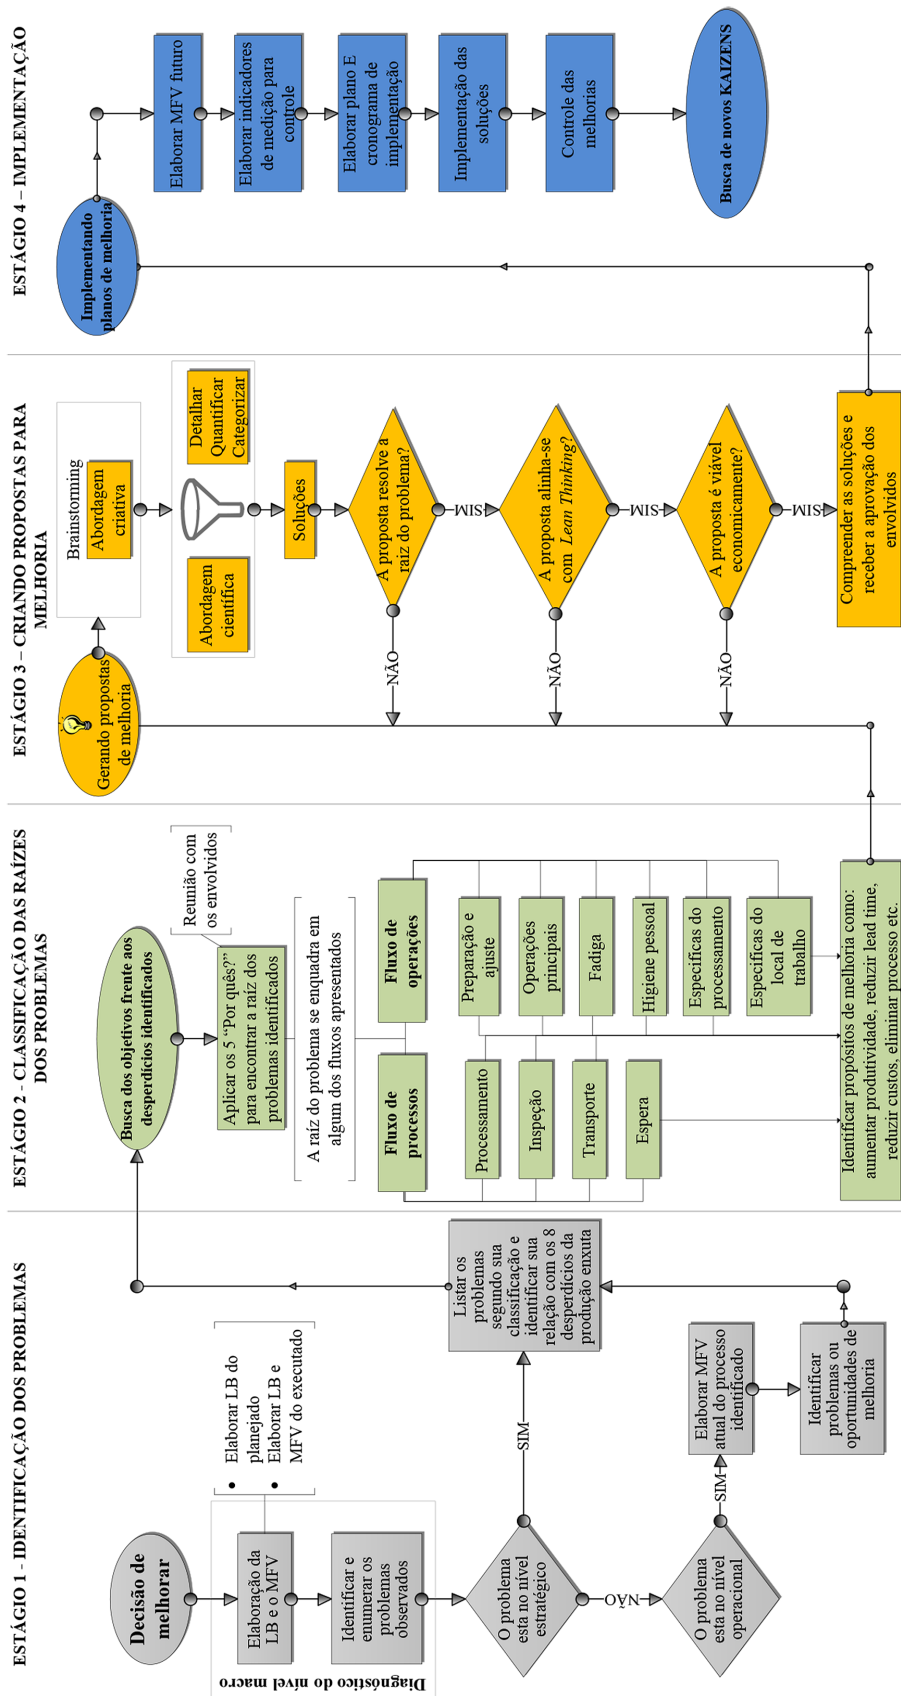 ESTÁGIO 1 - IDENTIFICAÇÃO DOS PROBLEMAS
Decisão de
melhorar
Diagnóstico do nível macro
Elaboração da
LB e o MFV
• Elaborar LB do
planejado
• Elaborar LB e
MFV do executado
Identificar e
enumerar os
problemas
observados
O problema
esta no nível
estratégico
SIM
NÃO
O problema
esta no nível
operacional
SIM
Elaborar MFV
atual do processo
identificado
Identificar
problemas ou
oportunidades de
melhoria
Listar os
problemas
segundo sua
classificação e
identificar sua
relação com os 8
desperdícios da
produção enxuta
ESTÁGIO 2 - CLASSIFICAÇÃO DAS RAÍZES
DOS PROBLEMAS
Busca dos objetivos frente aos
desperdícios identificados
Reunião com
os envolvidos
Aplicar os 5 “Por quês?”
para encontrar a raíz dos
problemas identificados
A raíz do problema se enquadra em
algum dos fluxos apresentados
Fluxo de
processos
Fluxo de
operações
Processamento
Inspeção
Transporte
Espera
Preparação e
ajuste
Operações
principais
Fadiga
Higiene pessoal
Especificas do
processamento
Especificas do
local de
trabalho
Identificar propósitos de melhoria como:
aumentar produtividade, reduzir lead time,
reduzir custos, eliminar processo etc.
ESTÁGIO 3 – CRIANDO PROPOSTAS PARA
MELHORIA
Gerando propostas
de melhoria
Brainstorming
Abordagem
criativa
Abordagem
científica
Detalhar
Quantificar
Categorizar
Soluções
A proposta resolve a
raiz do problema?
NÃO
SIM
A proposta alinha-se
com Lean Thinking?
NÃO
SIM
A proposta é viável
economicamente?
NÃO
SIM
Compreender as soluções e
receber a aprovação dos
envolvidos
ESTÁGIO 4 – IMPLEMENTAÇÃO
Implementando
planos de melhoria
Elaborar MFV futuro
Elaborar indicadores
de medição para
controle
Elaborar plano E
cronograma de
implementação
Implementação das
soluções
Controle das
melhorias
Busca de novos KAIZENS